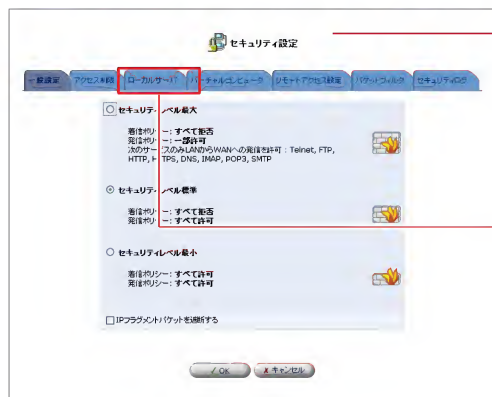 セキュリティ設定
一般設定 アクセス制限 ローカルサーバ バーチャルコンピュータ リモートアクセス設定 パケットフィルタ セキュリティログ
セキュリティレベル最大
着信ポリシー: すべて拒否
発信ポリシー: 一部許可
次のサービスのみLANからWANへの発信を許可: Telnet, FTP,
HTTP, HTTPS, DNS, IMAP, POP3, SMTP
セキュリティレベル標準
着信ポリシー: すべて拒否
発信ポリシー: すべて許可
セキュリティレベル最小
着信ポリシー: すべて許可
発信ポリシー: すべて許可
IPフラグメントパケットを遮断する
√ OK x キャンセル